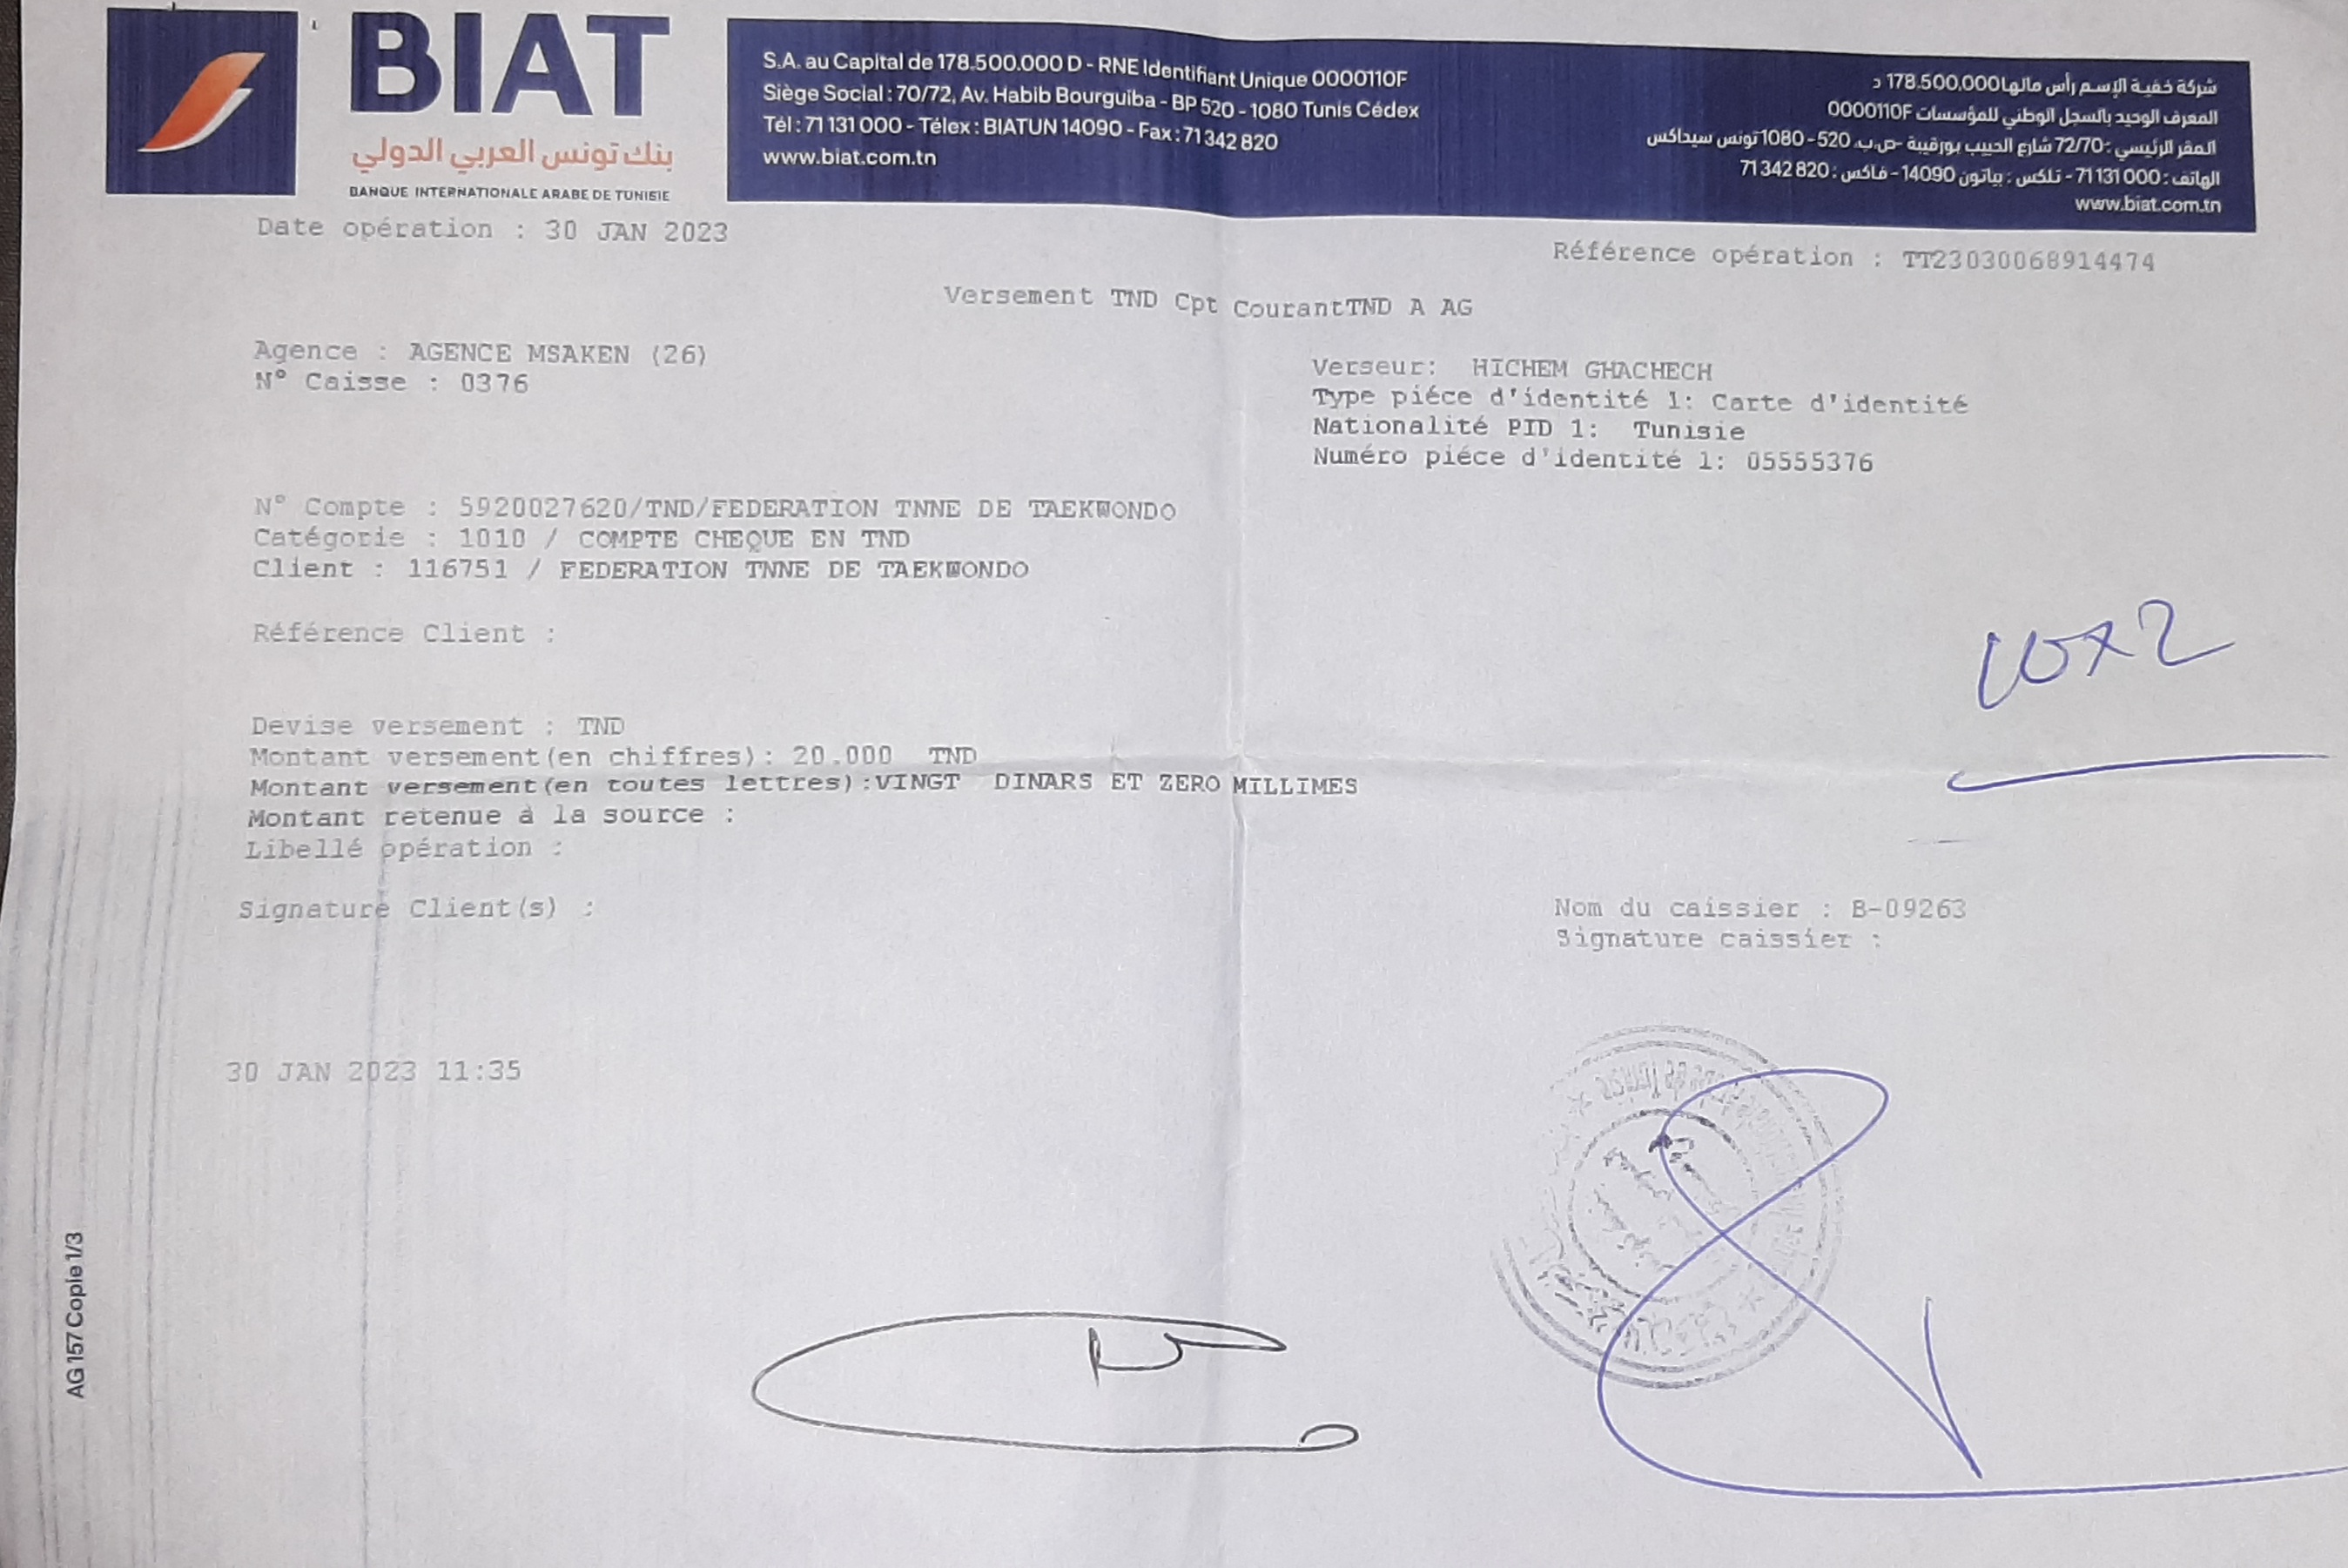 BIAT
بنك تونس العربي الدولي
BANQUE INTERNATIONALE ARABE DE TUNISIE
S.A. au Capital de 178.500.000 D - RNE Identifiant Unique 0000110F
Siège Social : 70/72, Av. Habib Bourguiba - BP 520 - 1080 Tunis Cédex
Tél : 71 131 000 - Télex : BIATUN 14090 - Fax : 71 342 820
www.biat.com.tn
شركة خفية الإسم رأس مالها 178.500.000 د
المعرف الوحيد بالسجل الوطني للمؤسسات 0000110F
المقر الرئيسي : 72/70 شارع الحبيب بورقيبة -ص.ب. 520- 1080 تونس سيداكس
الهاتف : 71 131 000 - تلكس : بياتون 14090 - فاكس : 71 342 820
www.biat.com.tn
Date opération : 30 JAN 2023
Référence opération : TT23030068914474
Versement TND Cpt CourantTND A AG
Agence : AGENCE MSAKEN (26)
N° Caisse : 0376
Verseur: HICHEM GHACHECH
Type piéce d'identité 1: Carte d'identité
Nationalité PID 1: Tunisie
Numéro piéce d'identité 1: 05555376
N° Compte : 5920027620/TND/FEDERATION TNNE DE TAEKWONDO
Catégorie : 1010 / COMPTE CHEQUE EN TND
Client : 116751 / FEDERATION TNNE DE TAEKWONDO
Référence Client :
10x2
Devise versement : TND
Montant versement(en chiffres): 20.000 TND
Montant versement(en toutes lettres):VINGT DINARS ET ZERO MILLIMES
Montant retenue à la source :
Libellé opération :
Signature Client(s) :
Nom du caissier : B-09263
Signature caissier :
30 JAN 2023 11:35
AG 157 Copie 1/3